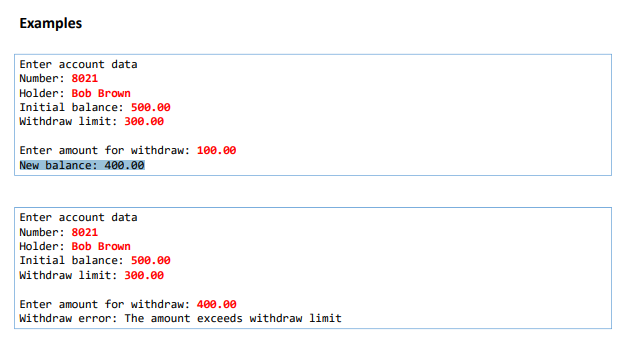 Examples
Enter account data
Number: 8021
Holder: Bob Brown
Initial balance: 500.00
Withdraw limit: 300.00
Enter amount for withdraw: 100.00
New balance: 400.00
Enter account data
Number: 8021
Holder: Bob Brown
Initial balance: 500.00
Withdraw limit: 300.00
Enter amount for withdraw: 400.00
Withdraw error: The amount exceeds withdraw limit